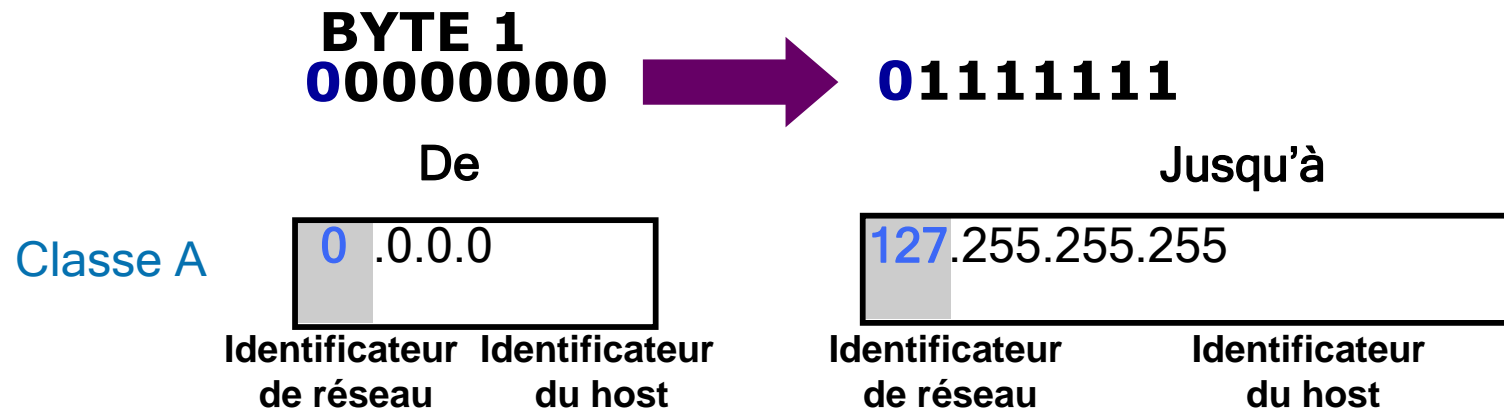 BYTE 1
00000000 01111111
De Jusqu'à
Classe A 0 .0.0.0 127.255.255.255
Identificateur Identificateur Identificateur Identificateur
de réseau du host de réseau du host